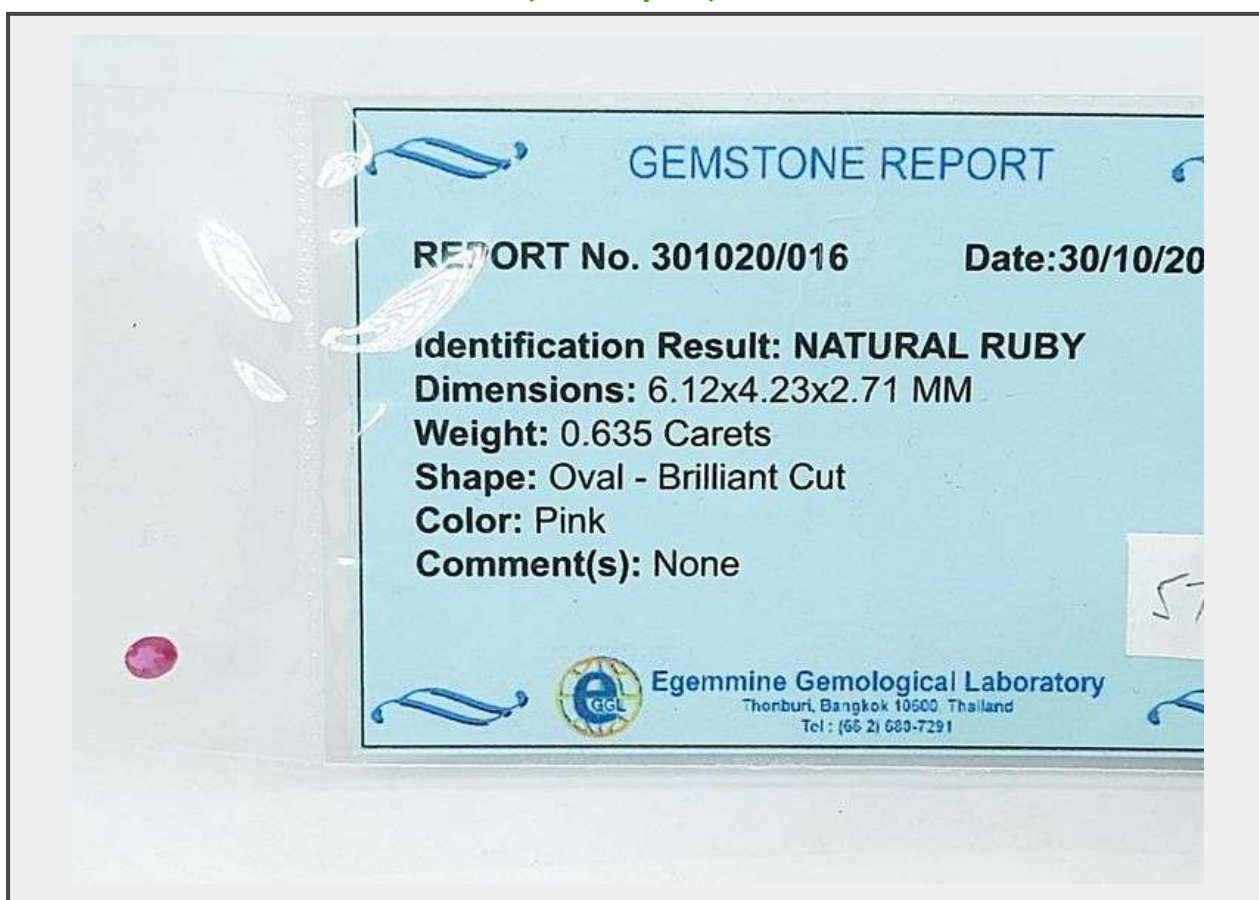 GEMSTONE REPORT
REPORT No. 301020/016 Date:30/10/20
Identification Result: NATURAL RUBY
Dimensions: 6.12x4.23x2.71 MM
Weight: 0.635 Carets
Shape: Oval - Brilliant Cut
Color: Pink
Comment(s): None
57
e
GGL
Egemmine Gemological Laboratory
Thonburi, Bangkok 10600 Thailand
Tel : (66 2) 680-7291